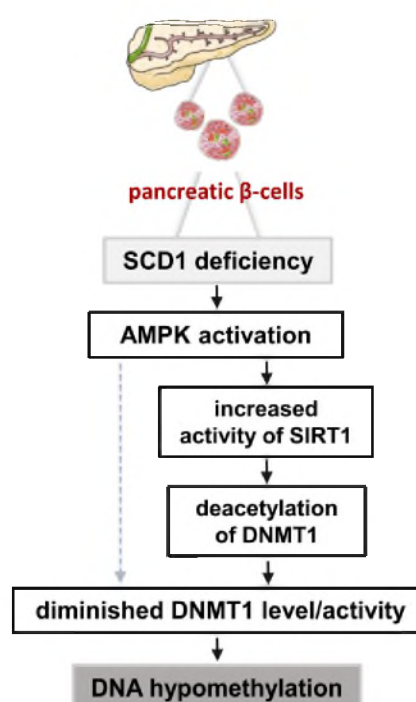 pancreatic β-cells
SCD1 deficiency
AMPK activation
increased
activity of SIRT1
deacetylation
of DNMT1
diminished DNMT1 level/activity
DNA hypomethylation